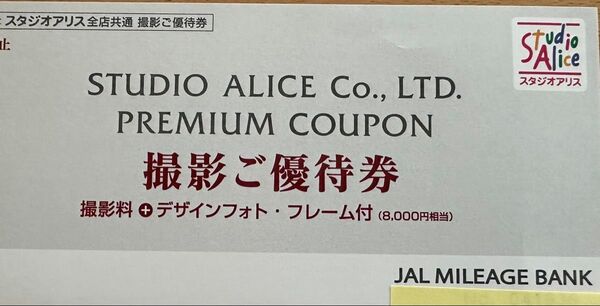 スタジオアリス全店共通 撮影ご優待券
止
Studio
Alice
スタジオアリス
STUDIO ALICE Co., LTD.
PREMIUM COUPON
撮影ご優待券
撮影料+デザインフォト・フレーム付(8,000円相当)
JAL MILEAGE BANK